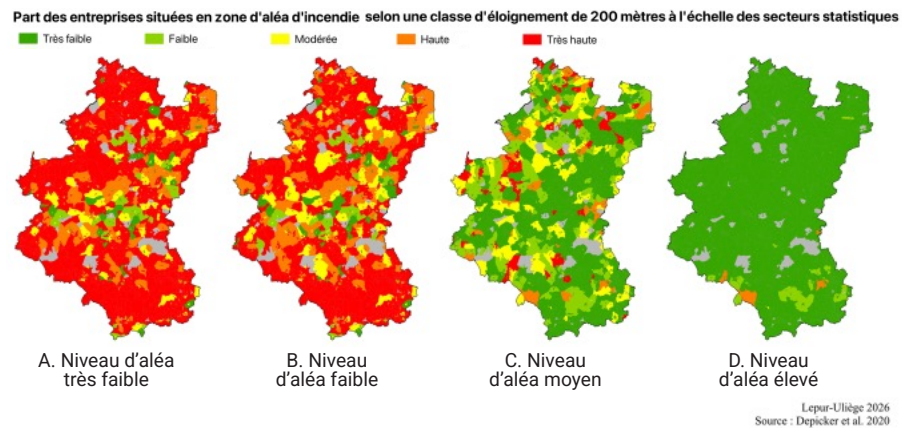 Part des entreprises situées en zone d'aléa d'incendie selon une classe d'éloignement de 200 mètres à l'échelle des secteurs statistiques
Très faible Faible Modérée Haute Très haute
A. Niveau d'aléa très faible
B. Niveau d'aléa faible
C. Niveau d'aléa moyen
D. Niveau d'aléa élevé
Lepur-Uliège 2026
Source : Depicker et al. 2020